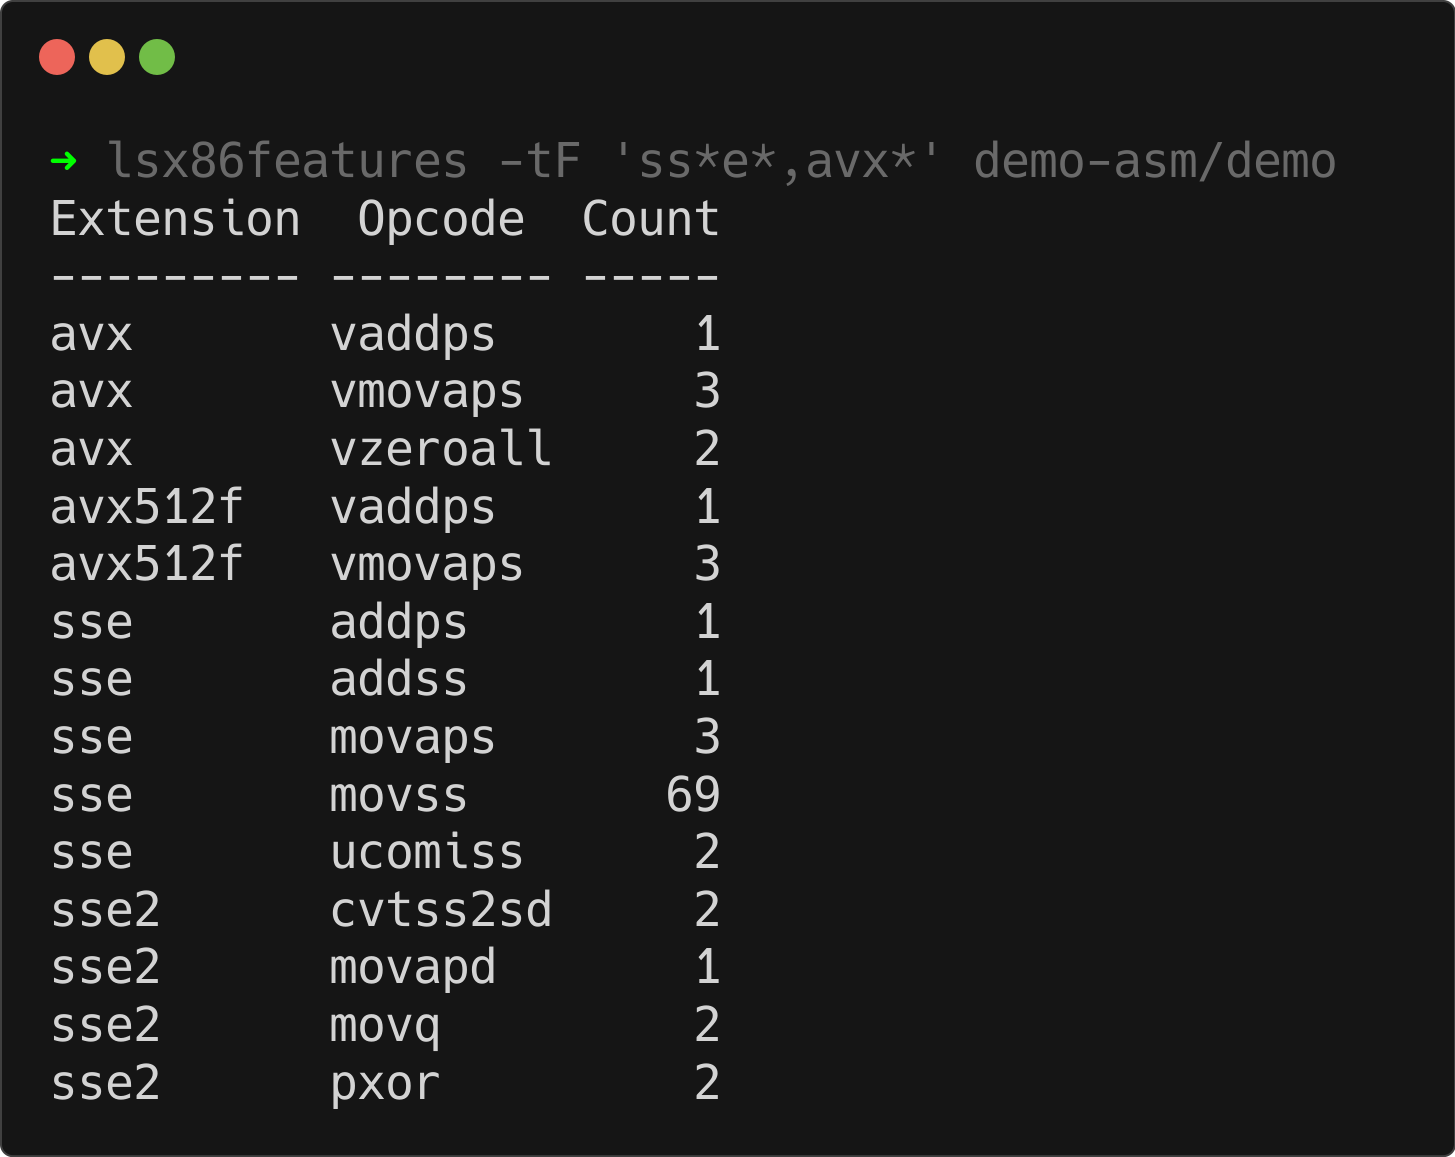 ➜ lsx86features -tF 'ss*e*,avx*' demo-asm/demo
Extension  Opcode  Count
--------- -------- -----
avx       vaddps       1
avx       vmovaps      3
avx       vzeroall     2
avx512f   vaddps       1
avx512f   vmovaps      3
sse       addps        1
sse       addss        1
sse       movaps       3
sse       movss       69
sse       ucomiss      2
sse2      cvtss2sd     2
sse2      movapd       1
sse2      movq         2
sse2      pxor         2